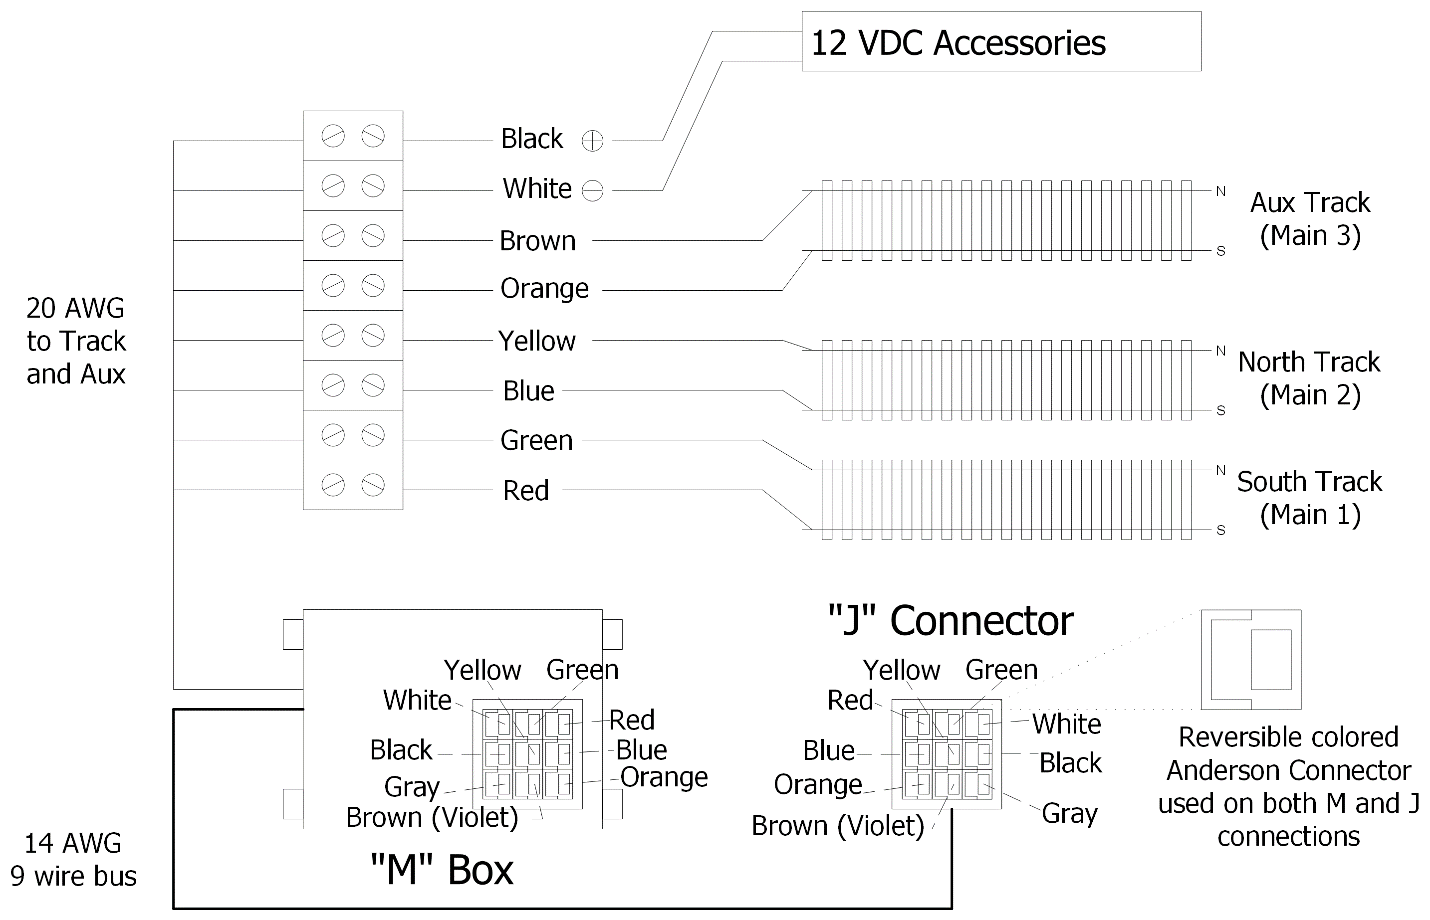 12 VDC Accessories
Black
White
Brown
Orange
Yellow
Blue
Green
Red
N
S
Aux Track
(Main 3)
N
S
North Track
(Main 2)
N
S
South Track
(Main 1)
20 AWG
to Track
and Aux
"J" Connector
Yellow Green
White
Red
Black
Blue
Gray
Orange
Brown (Violet)
"M" Box
Yellow Green
Red
White
Blue
Black
Orange
Gray
Brown (Violet)
Reversible colored
Anderson Connector
used on both M and J
connections
14 AWG
9 wire bus